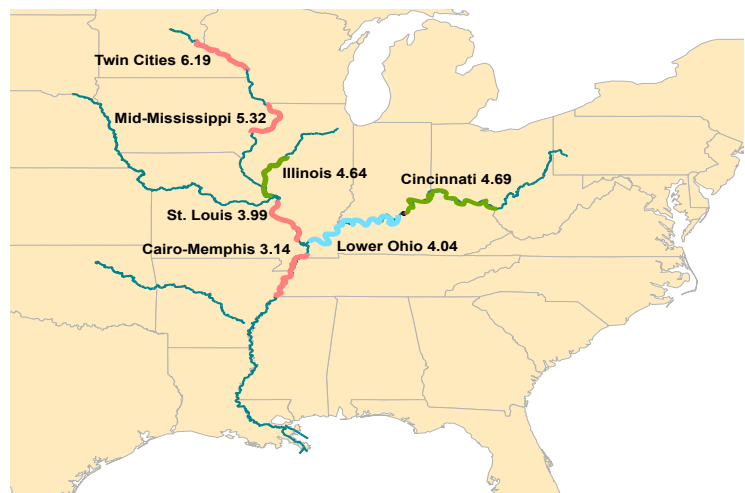 Twin Cities 6.19
Mid-Mississippi 5.32
Illinois 4.64
Cincinnati 4.69
St. Louis 3.99
Cairo-Memphis 3.14
Lower Ohio 4.04